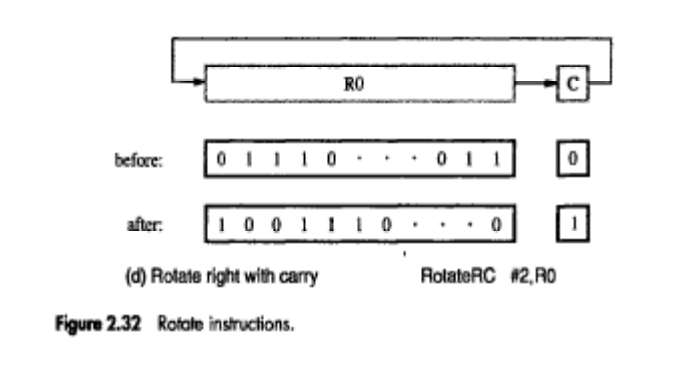 R0 C
before: 0 1 1 1 0 · · · 0 1 1 0
after: 1 0 0 1 1 1 0 · · · 0 1
(d) Rotate right with carry RotateRC #2,R0
Figure 2.32 Rotate instructions.